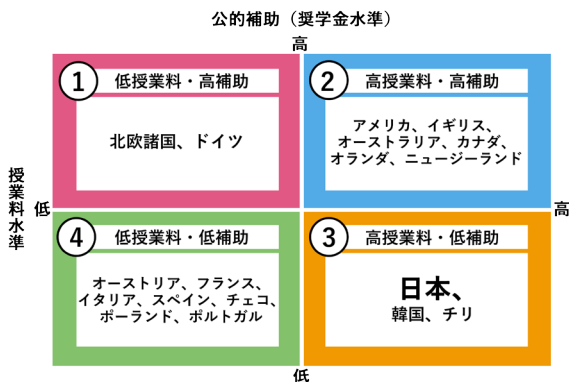 公的補助（奨学金水準）
高
① 低授業料・高補助
北欧諸国、ドイツ
② 高授業料・高補助
アメリカ、イギリス、
オーストラリア、カナダ、
オランダ、ニュージーランド
授業料水準
低
高
④ 低授業料・低補助
オーストリア、フランス、
イタリア、スペイン、チェコ、
ポーランド、ポルトガル
③ 高授業料・低補助
日本、
韓国、チリ
低